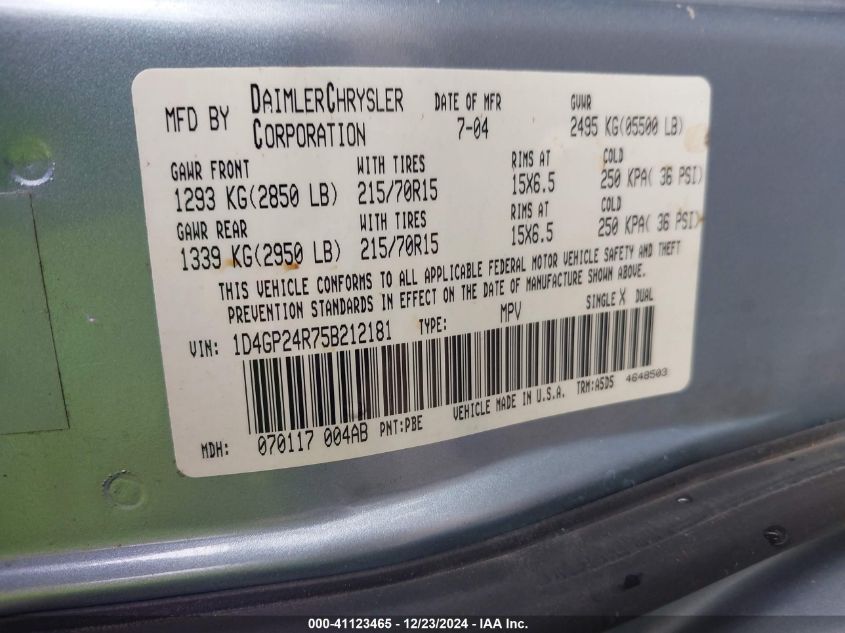 MFD BY DAIMLERCHRYSLER CORPORATION DATE OF MFR 7-04 GVWR 2495 KG(05500 LB)
GAWR FRONT WITH TIRES RIMS AT COLD
1293 KG(2850 LB) 215/70R15 15X6.5 250 KPA( 36 PSI)
GAWR REAR WITH TIRES RIMS AT COLD
1339 KG(2950 LB) 215/70R15 15X6.5 250 KPA( 36 PSI)
THIS VEHICLE CONFORMS TO ALL APPLICABLE FEDERAL MOTOR VEHICLE SAFETY AND THEFT
PREVENTION STANDARDS IN EFFECT ON THE DATE OF MANUFACTURE SHOWN ABOVE.
VIN: 1D4GP24R75B212181 TYPE: MPV SINGLE X DUAL
MDH: 070117 004AB PNT:PBE VEHICLE MADE IN U.S.A. TRM:A5D5 4648503
000-41123465 - 12/23/2024 - IAA Inc.